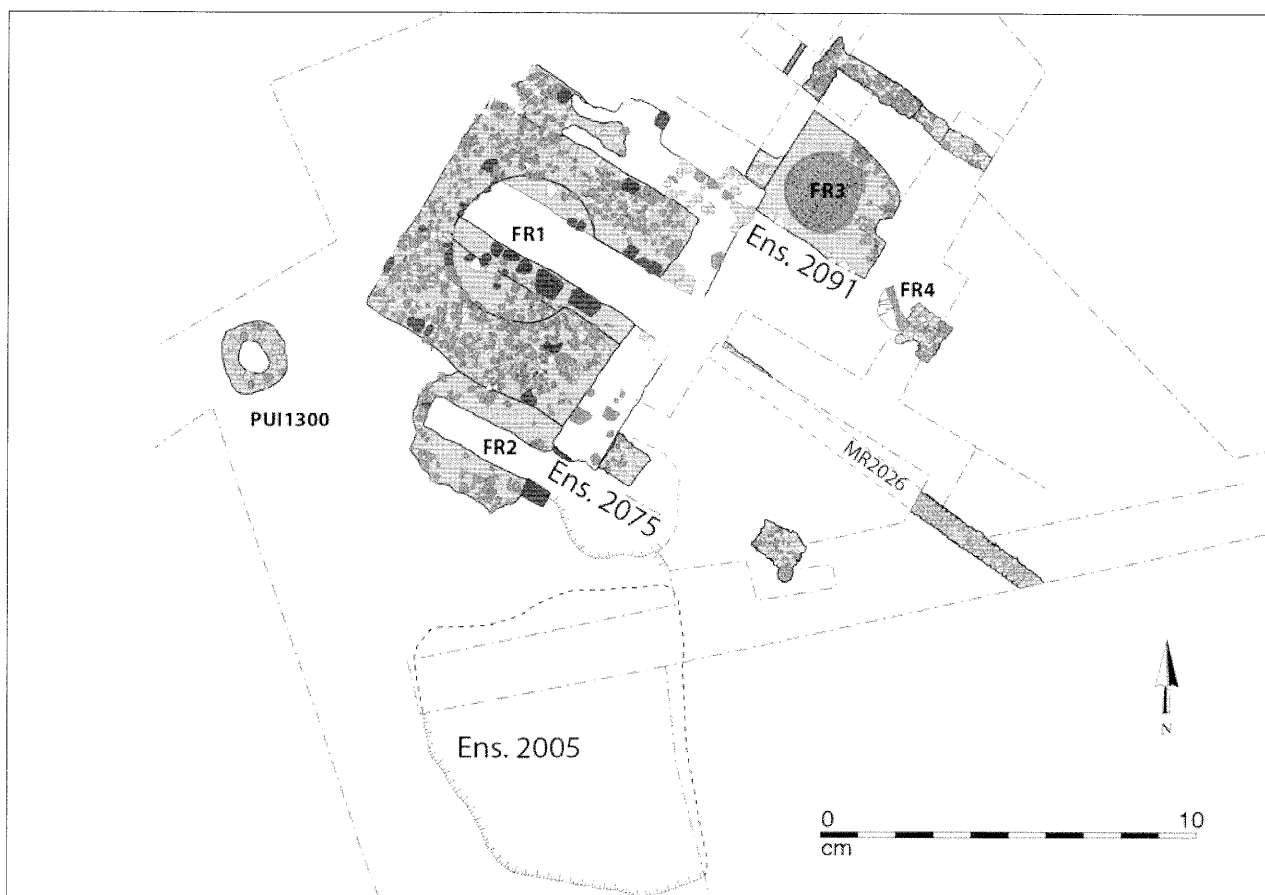 FR3
FR1
Ens. 2091
FR4
PUI1300
FR2
MR2026
Ens. 2075
N
Ens. 2005
0 10
cm